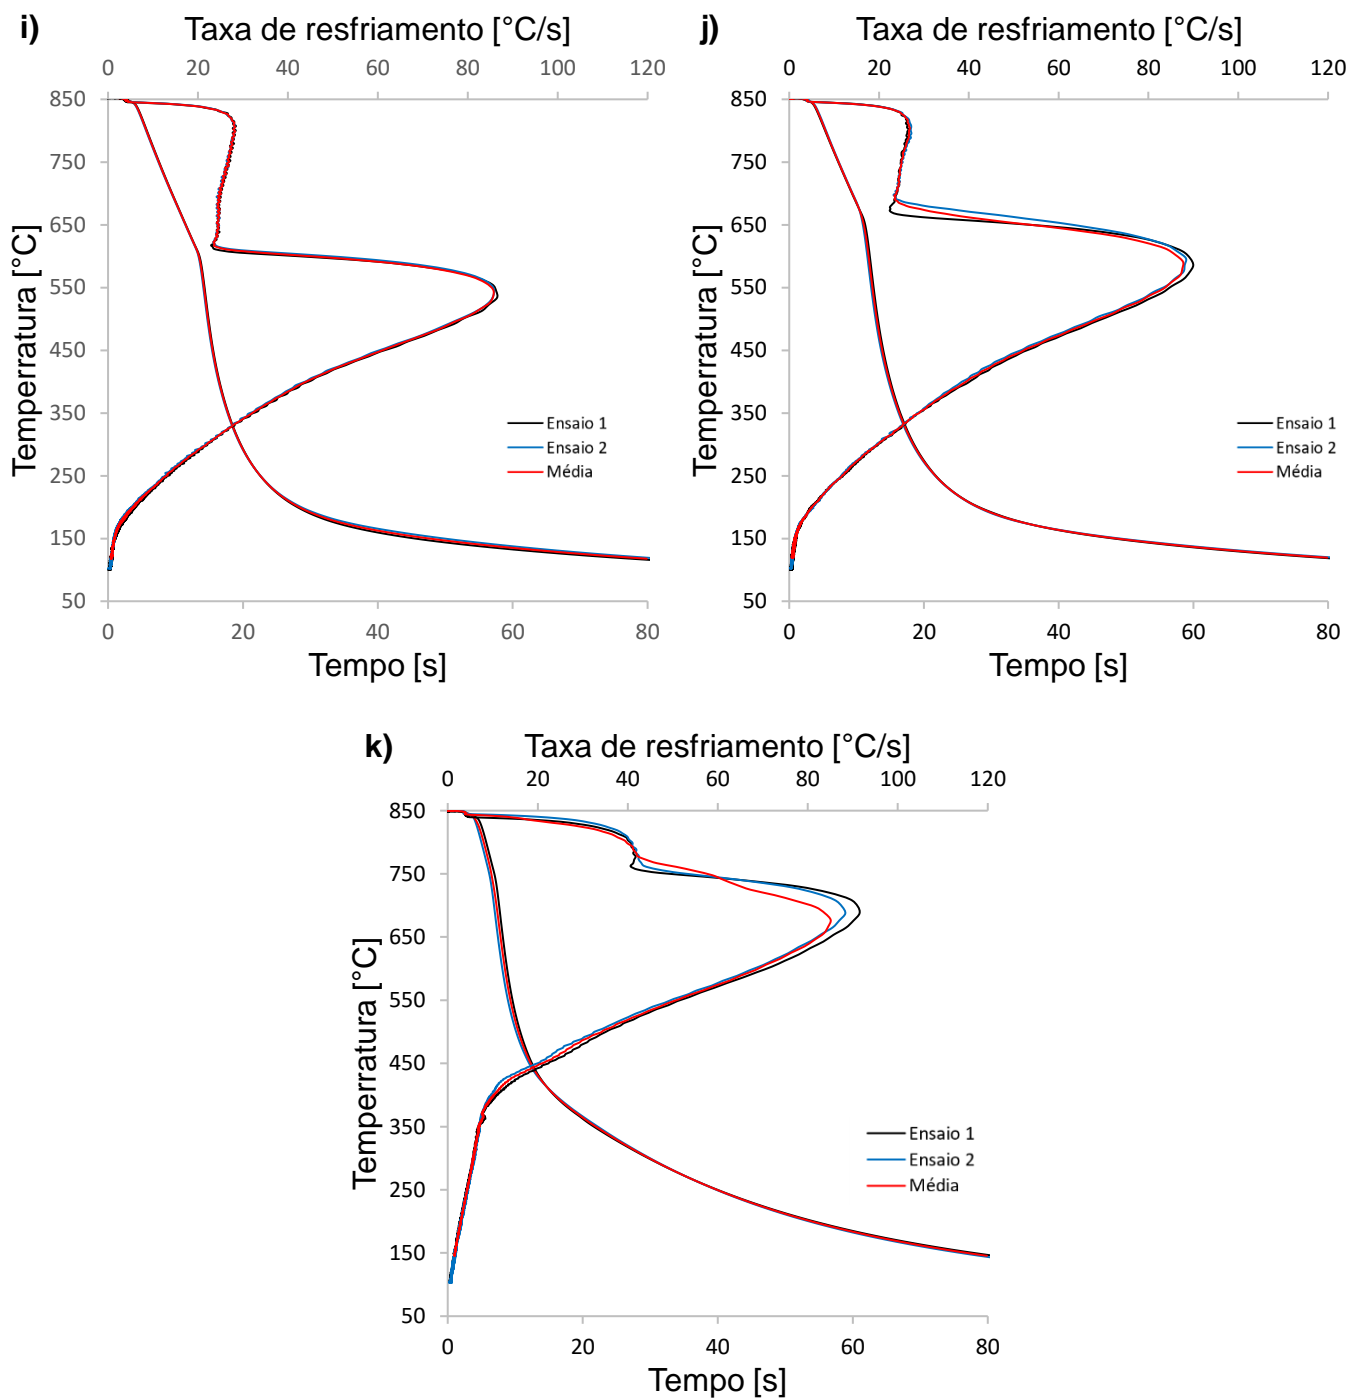 i)
Taxa de resfriamento [°C/s]
0 20 40 60 80 100 120
850
750
650
550
450
350
250
150
50
Temperratura [°C]
Ensaio 1
Ensaio 2
Média
0 20 40 60 80
Tempo [s]
j)
Taxa de resfriamento [°C/s]
0 20 40 60 80 100 120
850
750
650
550
450
350
250
150
50
Temperratura [°C]
Ensaio 1
Ensaio 2
Média
0 20 40 60 80
Tempo [s]
k)
Taxa de resfriamento [°C/s]
0 20 40 60 80 100 120
850
750
650
550
450
350
250
150
50
Temperratura [°C]
Ensaio 1
Ensaio 2
Média
0 20 40 60 80
Tempo [s]